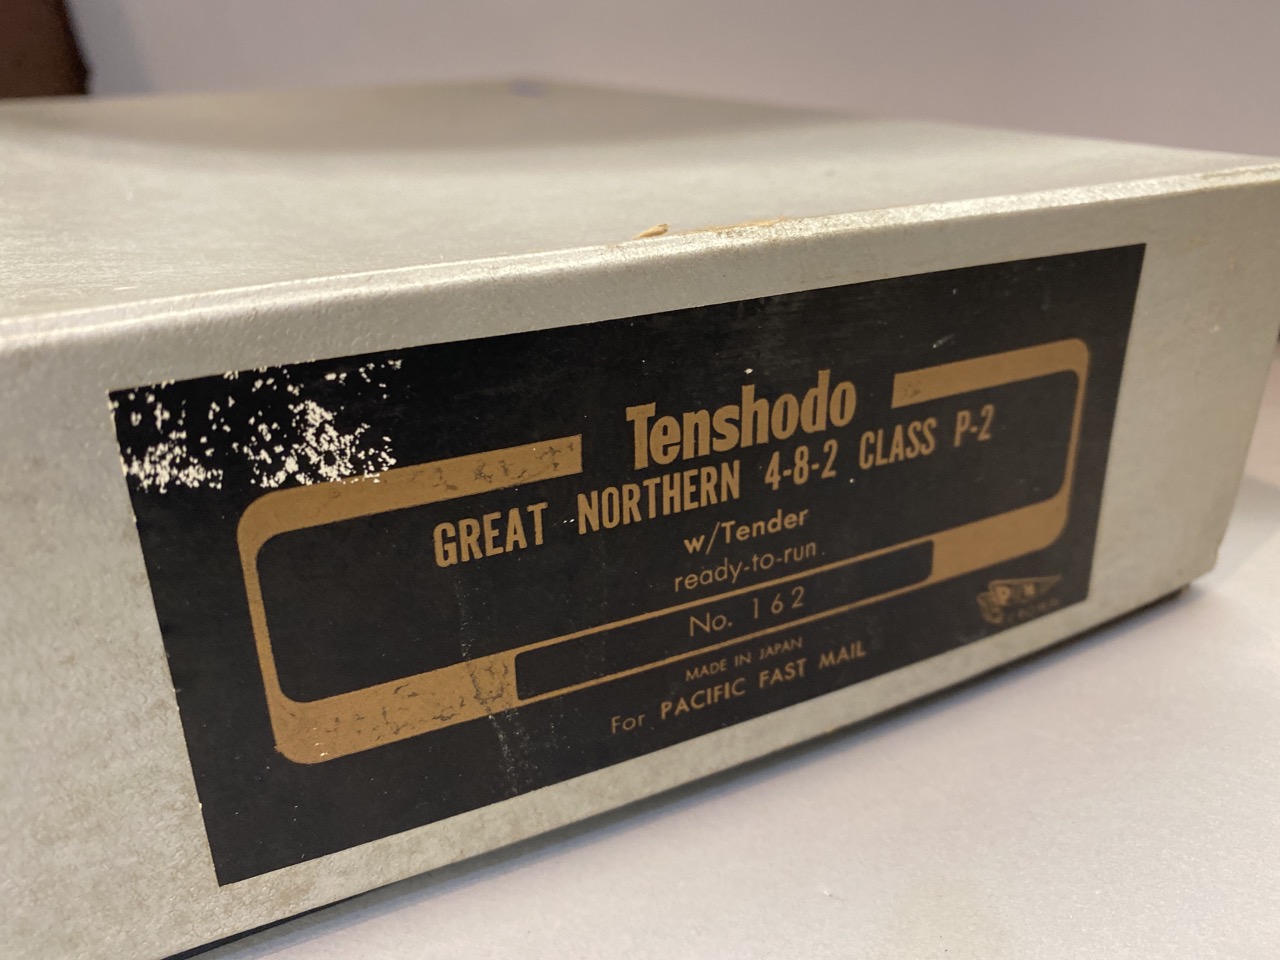 Tenshodo
GREAT NORTHERN 4-8-2 CLASS P-2
w/Tender
ready-to-run
No. 162
MADE IN JAPAN
For PACIFIC FAST MAIL